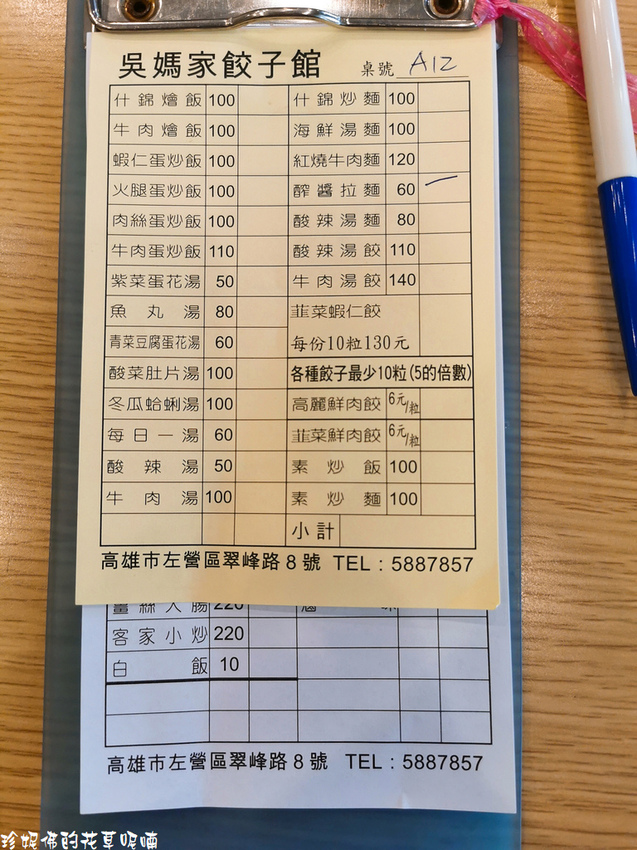 吳媽家餃子館 桌號 A12
什錦燴飯 100 什錦炒麵 100
牛肉燴飯 100 海鮮湯麵 100
蝦仁蛋炒飯 100 紅燒牛肉麵 120
火腿蛋炒飯 100 醡醬拉麵 60
肉絲蛋炒飯 100 酸辣湯麵 80
牛肉蛋炒飯 110 酸辣湯餃 110
紫菜蛋花湯 50 牛肉湯餃 140
魚丸湯 80 韮菜蝦仁餃
青菜豆腐蛋花湯 60 每份10粒130元
酸菜肚片湯 100 各種餃子最少10粒(5的倍數)
冬瓜蛤蜊湯 100 高麗鮮肉餃 6元/粒
每日一湯 60 韮菜鮮肉餃 6元/粒
酸辣湯 50 素炒飯 100
牛肉湯 100 素炒麵 100
小計
高雄市左營區翠峰路8號 TEL：5887857
薑絲大腸 220 滷味
客家小炒 220
白飯 10
高雄市左營區翠峰路8號 TEL：5887857
珍妮佛的花草呢喃